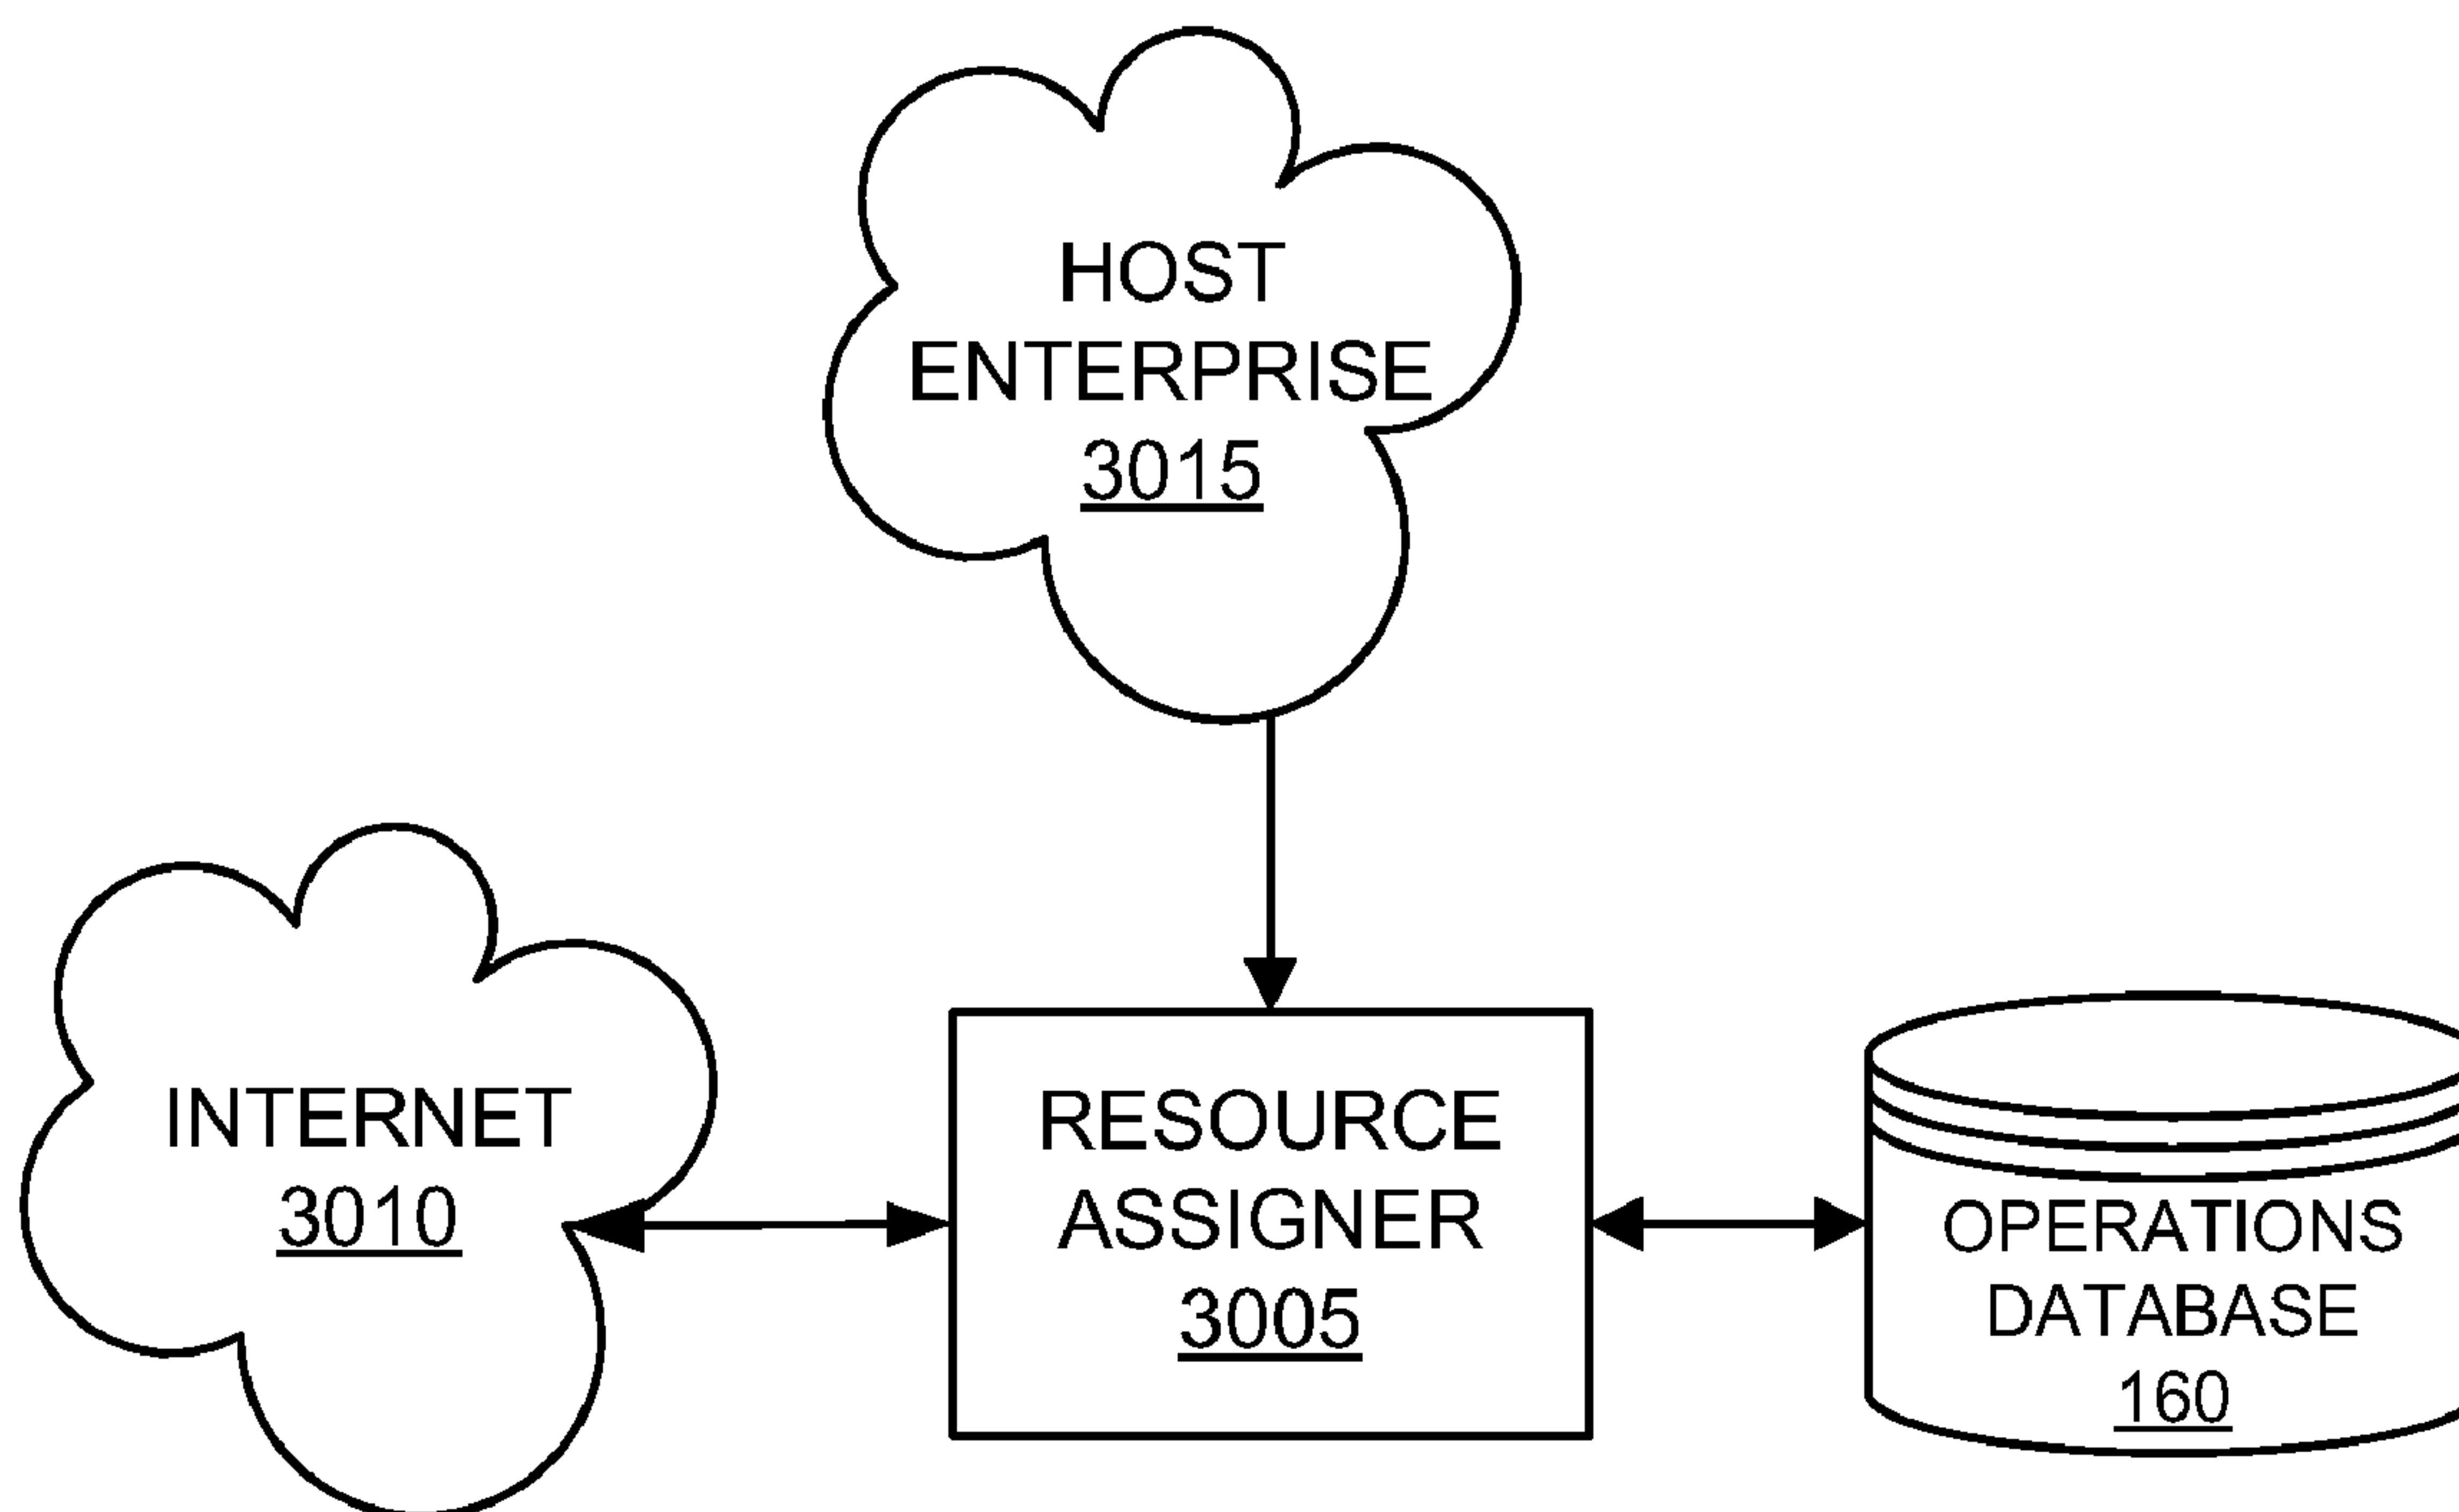 HOST
ENTERPRISE
3015
INTERNET
3010
RESOURCE
ASSIGNER
3005
OPERATIONS
DATABASE
160